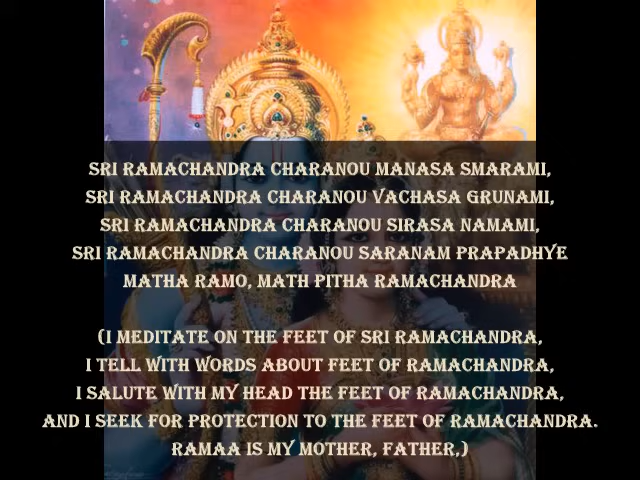 SRI RAMACHANDRA CHARANOU MANASA SMARAMI,
SRI RAMACHANDRA CHARANOU VACHASA GRUNAMI,
SRI RAMACHANDRA CHARANOU SIRASA NAMAMI,
SRI RAMACHANDRA CHARANOU SARANAM PRAPADHYE
MATHA RAMO, MATH PITHA RAMACHANDRA
(I MEDITATE ON THE FEET OF SRI RAMACHANDRA,
I TELL WITH WORDS ABOUT FEET OF RAMACHANDRA,
I SALUTE WITH MY HEAD THE FEET OF RAMACHANDRA,
AND I SEEK FOR PROTECTION TO THE FEET OF RAMACHANDRA.
RAMAA IS MY MOTHER, FATHER,)